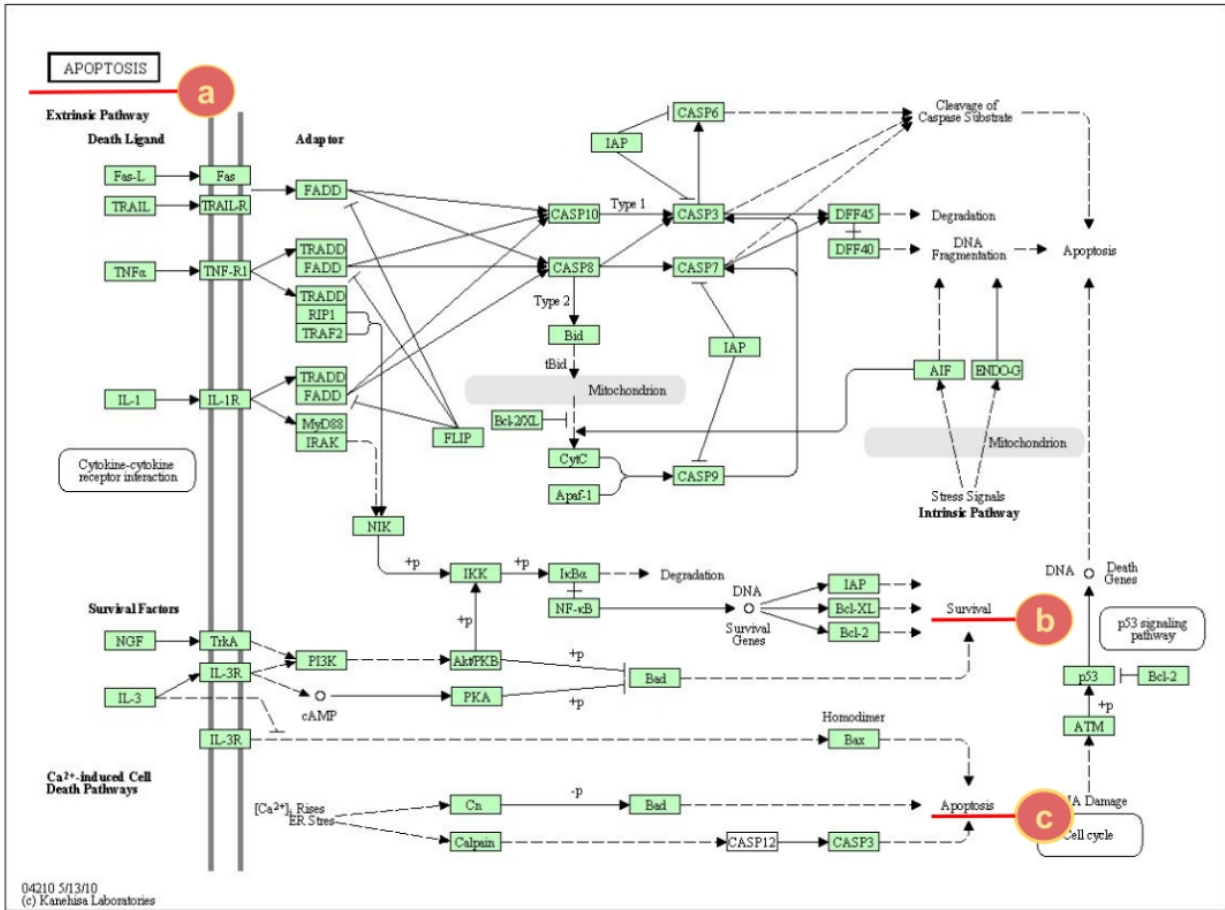 APOPTOSIS
a
Extrinsic Pathway
Death Ligand
Adaptor
Fas-L
Fas
FADD
TRAIL
TRAIL-R
TNFα
TNF-R1
TRADD
FADD
TRADD
RIP1
TRAF2
IL-1
IL-1R
TRADD
FADD
MyD88
IRAK
FLIP
Cytokine-cytokine
receptor interaction
NIK
CASP6
IAP
CASP10
Type 1
CASP3
CASP8
CASP7
Type 2
Bid
tBid
Mitochondrion
Bcl-2/XL
CytC
Apaf-1
CASP9
IAP
Cleavage of
Caspase Substrate
DFF45
Degradation
DFF40
DNA
Fragmentation
Apoptosis
AIF
ENDO-G
Mitochondrion
Stress Signals
Intrinsic Pathway
+p
IKK
+p
IκBα
Degradation
NF-κB
DNA
Survival
Genes
IAP
Bcl-XL
Bcl-2
Survival
b
DNA
Death
Genes
p53 signaling
pathway
p53
Bcl-2
+p
ATM
Survival Factors
NGF
TrkA
PI3K
+p
Akt/PKB
+p
Bad
IL-3R
IL-3
cAMP
PKA
+p
IL-3R
Homodimer
Bax
Ca²⁺-induced Cell
Death Pathways
[Ca²⁺]i Rises
ER Stres
Cn
-p
Bad
Apoptosis
c
A Damage
Cell cycle
Calpain
CASP12
CASP3
04210 5/13/10
(c) Kanehisa Laboratories